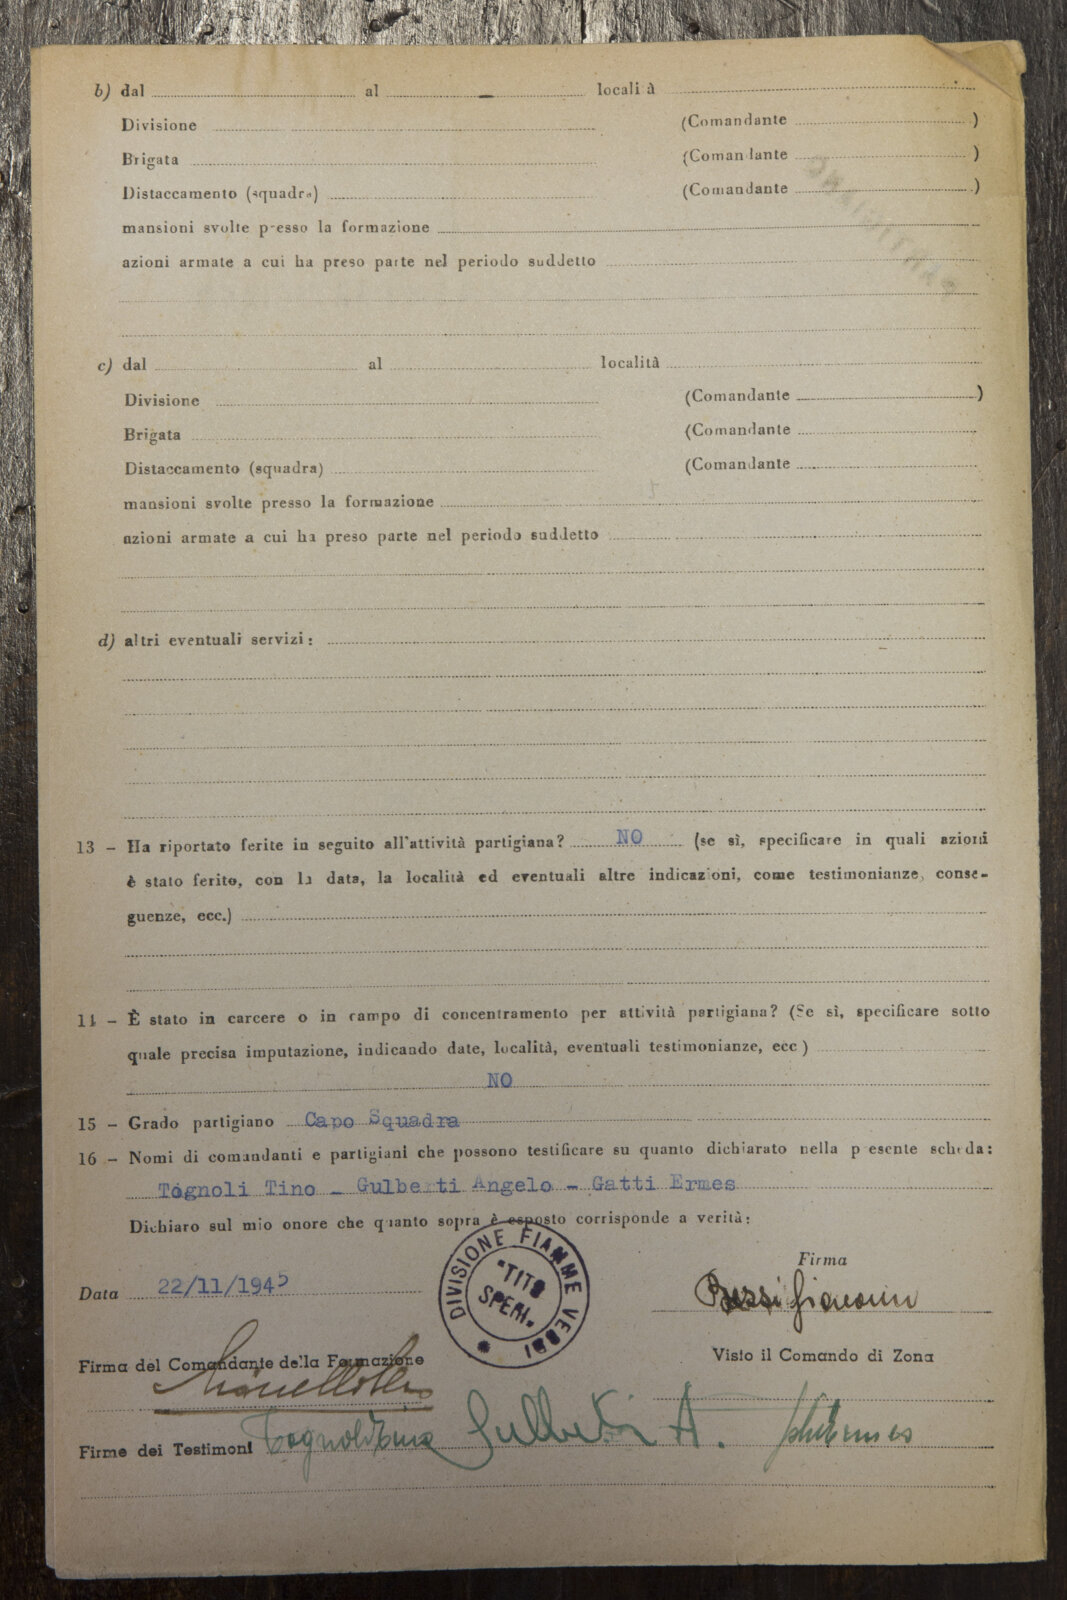 b) dal al locali à
Divisione (Comandante )
Brigata (Coman lante )
Distaccamento (squadra) (Comandante )
mansioni svolte p-esso la formazione
azioni armate a cui ha preso parte nel periodo suddetto
c) dal al località
Divisione (Comandante )
Brigata (Comandante
Distaccamento (squadra) (Comandante
mansioni svolte presso la formazione
azioni armate a cui ha preso parte nel periodo suddetto
d) altri eventuali servizi:
13 – Ha riportato ferite in seguito all'attività partigiana? NO (se sì, specificare in quali azioni
è stato ferito, con la data, la località ed eventuali altre indicazioni, come testimonianze, conse-
guenze, ecc.)
14 – È stato in carcere o in campo di concentramento per attività partigiana? (Se sì, specificare sotto
quale precisa imputazione, indicando date, località, eventuali testimonianze, ecc )
NO
15 – Grado partigiano Capo Squadra
16 – Nomi di comandanti e partigiani che possono testificare su quanto dichiarato nella p esente scheda:
Tognoli Tino - Gulberti Angelo - Gatti Ermes
Dichiaro sul mio onore che quanto sopra è esposto corrisponde a verità:
DIVISIONE FIAMME VERDI
"TITO
SPERI"
Firma
Data 22/11/1945
Giovanni
Firma del Comandante della Formazione
Visto il Comando di Zona
Firme dei Testimoni Tognoli Tino Gulberti A.